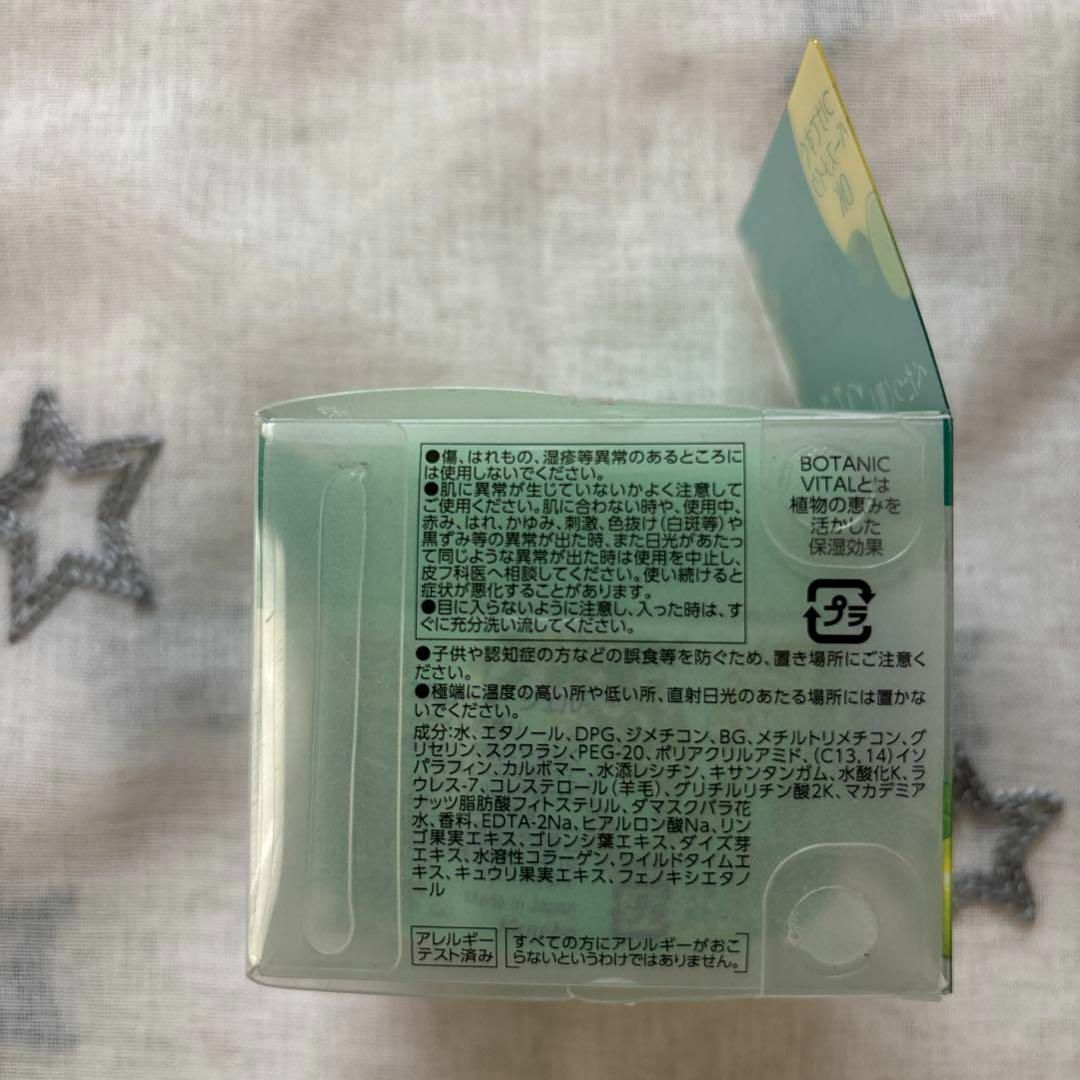 ●傷、はれもの、湿疹等異常のあるところに
は使用しないでください。
●肌に異常が生じていないかよく注意して
ご使用ください。肌に合わない時や、使用中、
赤み、はれ、かゆみ、刺激、色抜け(白斑等)や
黒ずみ等の異常が出た時、また日光があたっ
て同じような異常が出た時は使用を中止し、
皮フ科医へ相談してください。使い続けると
症状が悪化することがあります。
●目に入らないように注意し、入った時は、す
ぐに充分洗い流してください。
●子供や認知症の方などの誤食等を防ぐため、置き場所にご注意く
ださい。
●極端に温度の高い所や低い所、直射日光のあたる場所には置かな
いでください。
成分:水、エタノール、DPG、ジメチコン、BG、メチルトリメチコン、グ
リセリン、スクワラン、PEG-20、ポリアクリルアミド、(C13,14)イソ
パラフィン、カルボマー、水添レシチン、キサンタンガム、水酸化K、ラ
ウレス-7、コレステロール(羊毛)、グリチルリチン酸2K、マカデミア
ナッツ脂肪酸フィトステリル、ダマスクバラ花
水、香料、EDTA-2Na、ヒアルロン酸Na、リン
ゴ果実エキス、ゴレンシ葉エキス、ダイズ芽
エキス、水溶性コラーゲン、ワイルドタイムエ
キス、キュウリ果実エキス、フェノキシエタノ
ール
アレルギー
テスト済み
すべての方にアレルギーがおこ
らないというわけではありません。
BOTANIC
VITALとは
植物の恵みを
活かした
保湿効果
プラ
OK